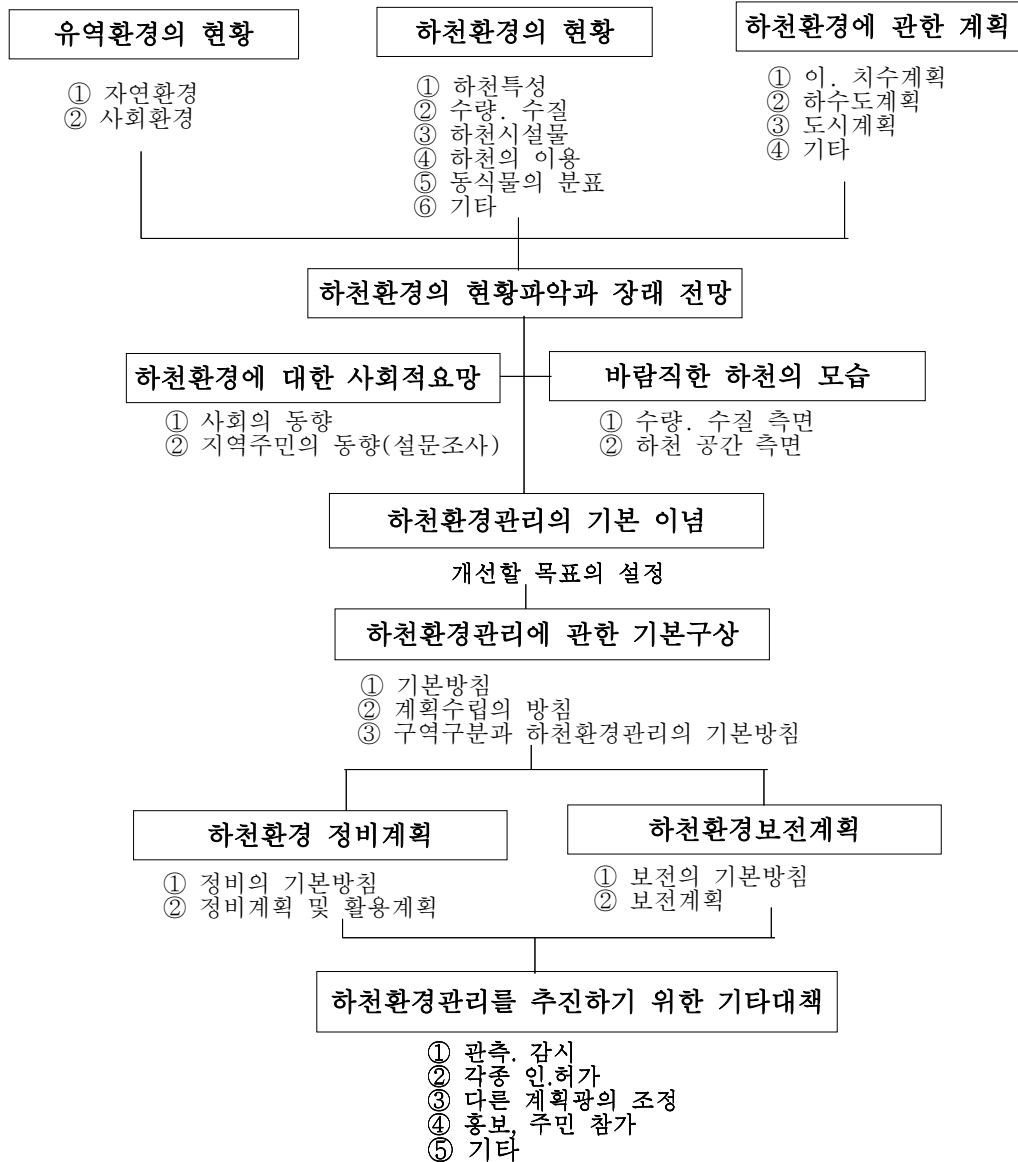 유역환경의 현황
① 자연환경
② 사회환경
하천환경의 현황
① 하천특성
② 수량. 수질
③ 하천시설물
④ 하천의 이용
⑤ 동식물의 분표
⑥ 기타
하천환경에 관한 계획
① 이. 치수계획
② 하수도계획
③ 도시계획
④ 기타
하천환경의 현황파악과 장래 전망
하천환경에 대한 사회적요망
① 사회의 동향
② 지역주민의 동향(설문조사)
바람직한 하천의 모습
① 수량. 수질 측면
② 하천 공간 측면
하천환경관리의 기본 이념
개선할 목표의 설정
하천환경관리에 관한 기본구상
① 기본방침
② 계획수립의 방침
③ 구역구분과 하천환경관리의 기본방침
하천환경 정비계획
① 정비의 기본방침
② 정비계획 및 활용계획
하천환경보전계획
① 보전의 기본방침
② 보전계획
하천환경관리를 추진하기 위한 기타대책
① 관측. 감시
② 각종 인.허가
③ 다른 계획광의 조정
④ 홍보, 주민 참가
⑤ 기타